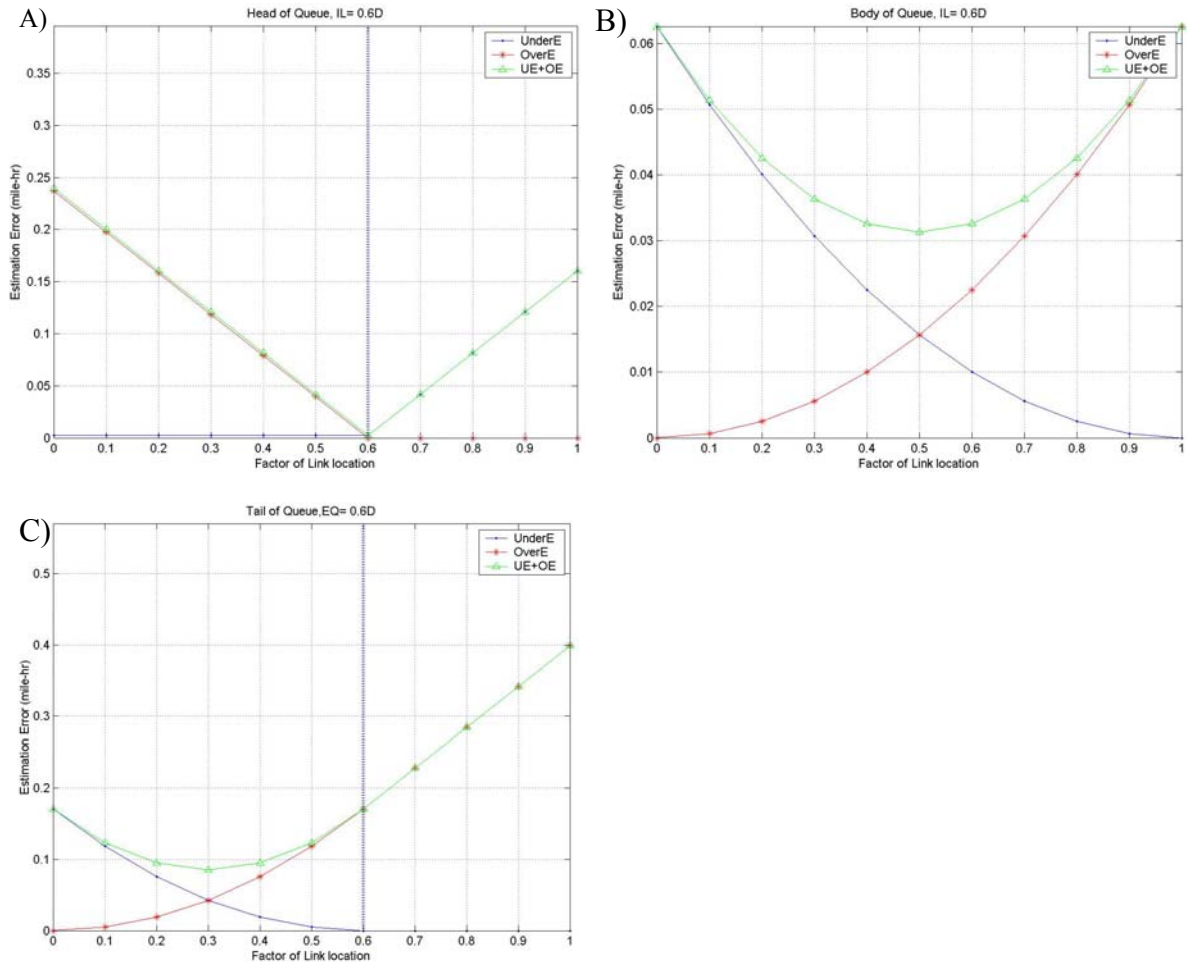 A)
Head of Queue, IL= 0.6D
UnderE
OverE
UE+OE
Estimation Error (mile-hr)
0.35
0.3
0.25
0.2
0.15
0.1
0.05
0
0 0.1 0.2 0.3 0.4 0.5 0.6 0.7 0.8 0.9 1
Factor of Link location
B)
Body of Queue, IL= 0.6D
UnderE
OverE
UE+OE
Estimation Error (mile-hr)
0.06
0.05
0.04
0.03
0.02
0.01
0
0 0.1 0.2 0.3 0.4 0.5 0.6 0.7 0.8 0.9 1
Factor of Link location
C)
Tail of Queue,EQ= 0.6D
UnderE
OverE
UE+OE
Estimation Error (mile-hr)
0.5
0.4
0.3
0.2
0.1
0
0 0.1 0.2 0.3 0.4 0.5 0.6 0.7 0.8 0.9 1
Factor of Link location